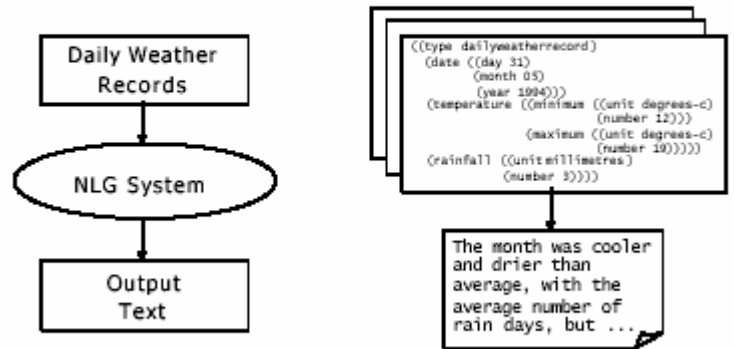 Daily Weather
Records
NLG System
Output
Text
((type dailyweatherrecord)
(date ((day 31)
(month 05)
(year 1994)))
(temperature ((minimum ((unit degrees-c)
(number 12)))
(maximum ((unit degrees-c)
(number 19)))))
(rainfall ((unit millimetres)
(number 3))))
The month was cooler
and drier than
average, with the
average number of
rain days, but ...